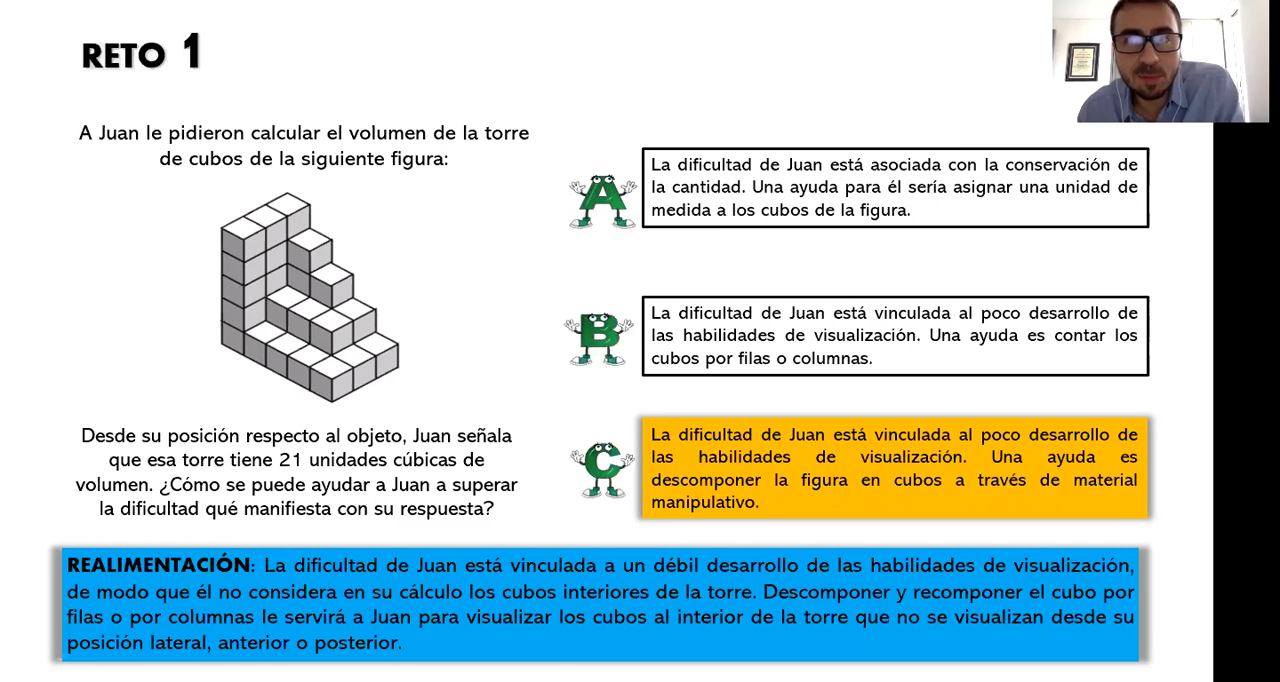 RETO 1
A Juan le pidieron calcular el volumen de la torre
de cubos de la siguiente figura:
Desde su posición respecto al objeto, Juan señala
que esa torre tiene 21 unidades cúbicas de
volumen. ¿Cómo se puede ayudar a Juan a superar
la dificultad qué manifiesta con su respuesta?
A
La dificultad de Juan está asociada con la conservación de
la cantidad. Una ayuda para él sería asignar una unidad de
medida a los cubos de la figura.
B
La dificultad de Juan está vinculada al poco desarrollo de
las habilidades de visualización. Una ayuda es contar los
cubos por filas o columnas.
C
La dificultad de Juan está vinculada al poco desarrollo de
las habilidades de visualización. Una ayuda es
descomponer la figura en cubos a través de material
manipulativo.
REALIMENTACIÓN: La dificultad de Juan está vinculada a un débil desarrollo de las habilidades de visualización,
de modo que él no considera en su cálculo los cubos interiores de la torre. Descomponer y recomponer el cubo por
filas o por columnas le servirá a Juan para visualizar los cubos al interior de la torre que no se visualizan desde su
posición lateral, anterior o posterior.